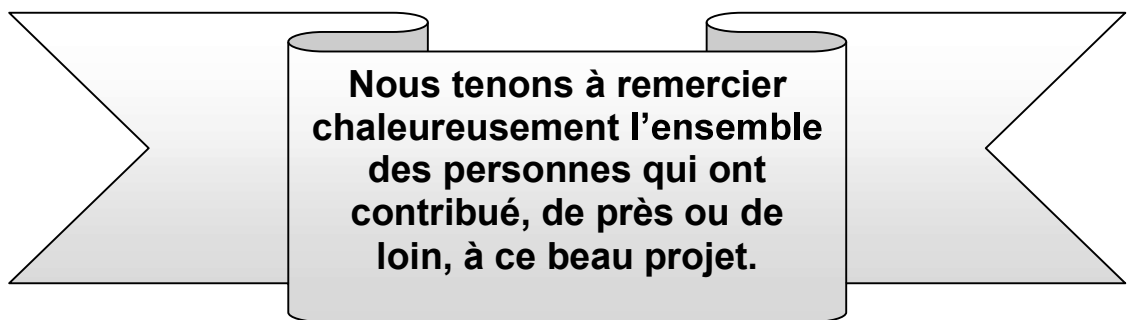 Nous tenons à remercier
chaleureusement l'ensemble
des personnes qui ont
contribué, de près ou de
loin, à ce beau projet.